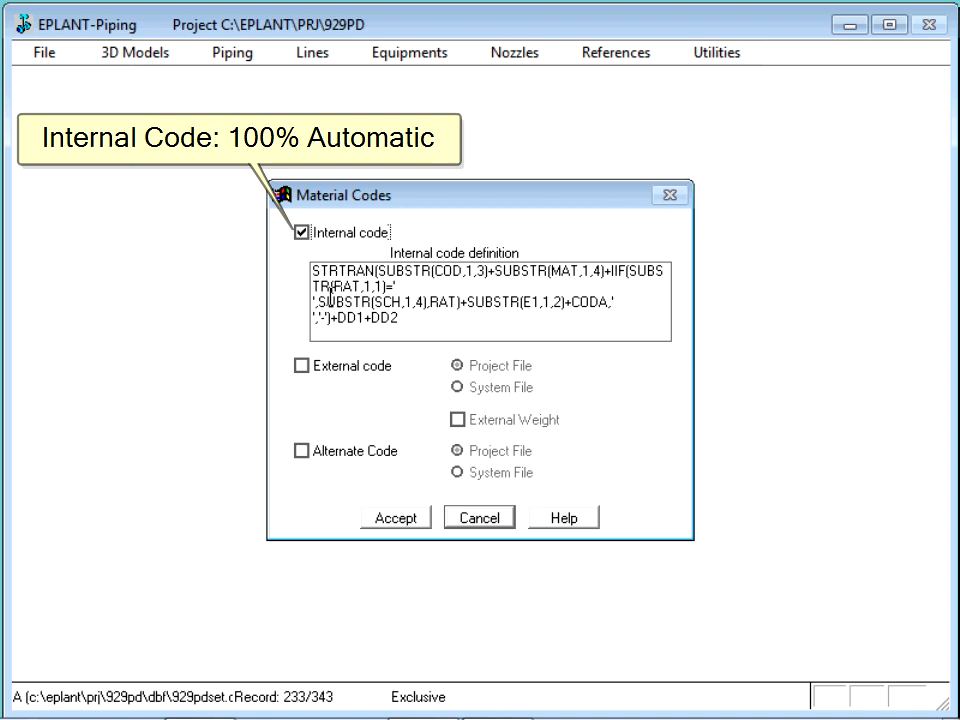 EPLANT-Piping Project C:\EPLANT\PRJ\929PD
File 3D Models Piping Lines Equipments Nozzles References Utilities
Internal Code: 100% Automatic
Material Codes
Internal code
Internal code definition
STRTRAN(SUBSTR(COD,1,3)+SUBSTR(MAT,1,4)+IIF(SUBS
TR(RAT,1,1)='
',SUBSTR(SCH,1,4),RAT)+SUBSTR(E1,1,2)+CODA,'
','-')+DD1+DD2
External code Project File
System File
External Weight
Alternate Code Project File
System File
Accept Cancel Help
A (c:\eplant\prj\929pd\dbf\929pdset.cRecord: 233/343 Exclusive